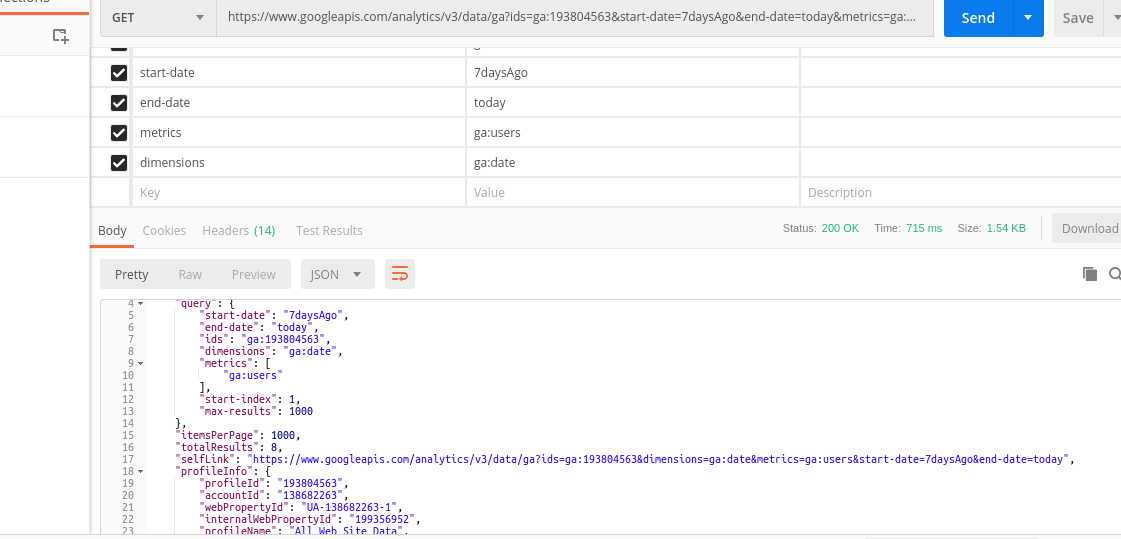 nections
GET https://www.googleapis.com/analytics/v3/data/ga?ids=ga:193804563&start-date=7daysAgo&end-date=today&metrics=ga:... Send Save
start-date 7daysAgo
end-date today
metrics ga:users
dimensions ga:date
Key Value Description
Body Cookies Headers (14) Test Results Status: 200 OK Time: 715 ms Size: 1.54 KB Download
Pretty Raw Preview JSON
4 "query": {
5 "start-date": "7daysAgo",
6 "end-date": "today",
7 "ids": "ga:193804563",
8 "dimensions": "ga:date",
9 "metrics": [
10 "ga:users"
11 ],
12 "start-index": 1,
13 "max-results": 1000
14 },
15 "itemsPerPage": 1000,
16 "totalResults": 8,
17 "selfLink": "https://www.googleapis.com/analytics/v3/data/ga?ids=ga:193804563&dimensions=ga:date&metrics=ga:users&start-date=7daysAgo&end-date=today",
18 "profileInfo": {
19 "profileId": "193804563",
20 "accountId": "138682263",
21 "webPropertyId": "UA-138682263-1",
22 "internalWebPropertyId": "199356952",
23 "profileName": "All Web Site Data",